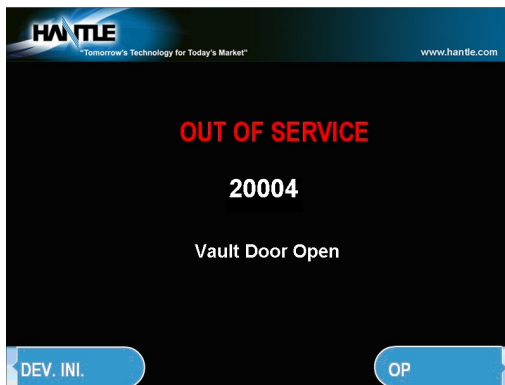 HANTLE
"Tomorrow's Technology for Today's Market" www.hantle.com
OUT OF SERVICE
20004
Vault Door Open
DEV. INI. OP